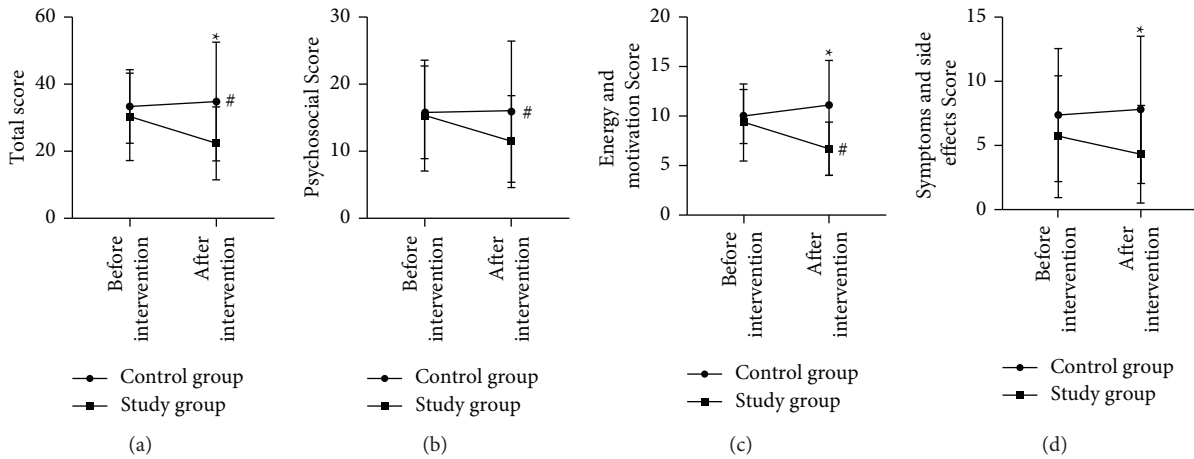 Total score
60
40
20
0
*
#
Before
intervention
After
intervention
Control group
Study group
(a)
Psychosocial Score
30
20
10
0
#
Before
intervention
After
intervention
Control group
Study group
(b)
Energy and
motivation Score
20
15
10
5
0
*
#
Before
intervention
After
intervention
Control group
Study group
(c)
Symptoms and side
effects Score
15
10
5
0
*
Before
intervention
After
intervention
Control group
Study group
(d)